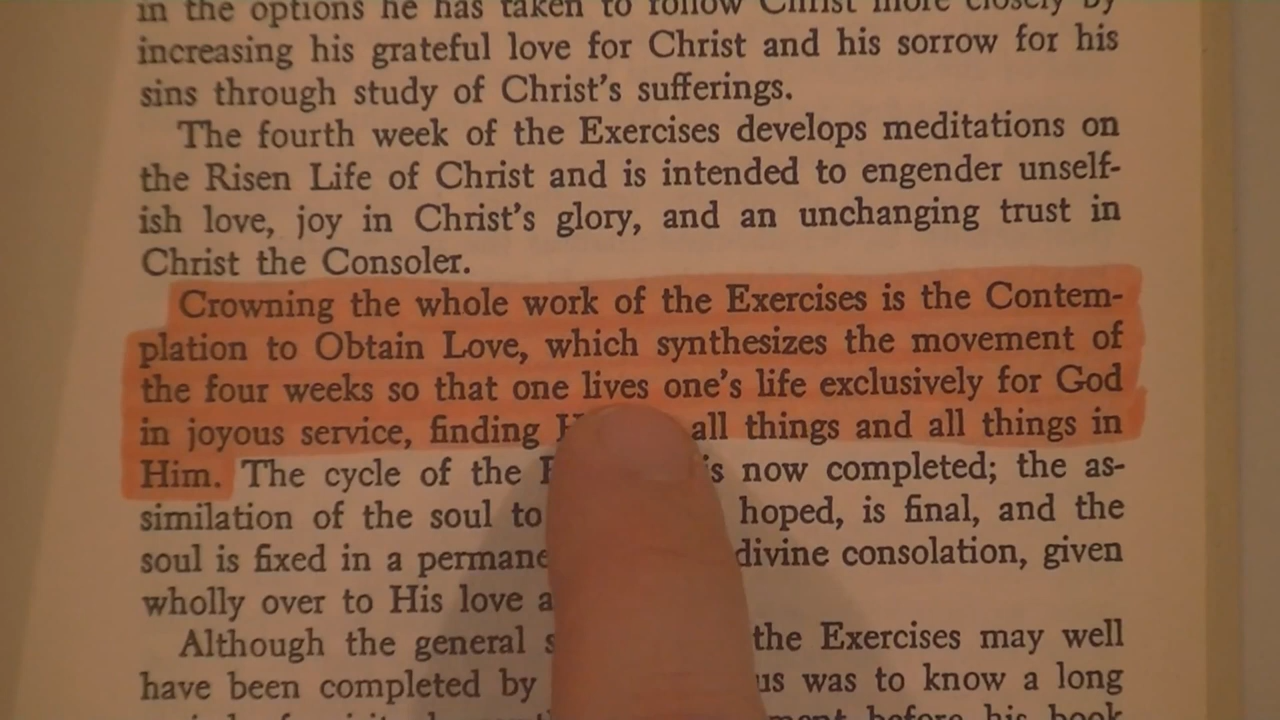 in the options he has taken to follow Christ more closely by
increasing his grateful love for Christ and his sorrow for his
sins through study of Christ's sufferings.
The fourth week of the Exercises develops meditations on
the Risen Life of Christ and is intended to engender unself-
ish love, joy in Christ's glory, and an unchanging trust in
Christ the Consoler.
Crowning the whole work of the Exercises is the Contem-
plation to Obtain Love, which synthesizes the movement of
the four weeks so that one lives one's life exclusively for God
in joyous service, finding all things and all things in
Him. The cycle of the is now completed; the as-
similation of the soul to hoped, is final, and the
soul is fixed in a divine consolation, given
wholly over to His love
Although the general the Exercises may well
have been completed by was to know a long
before his book